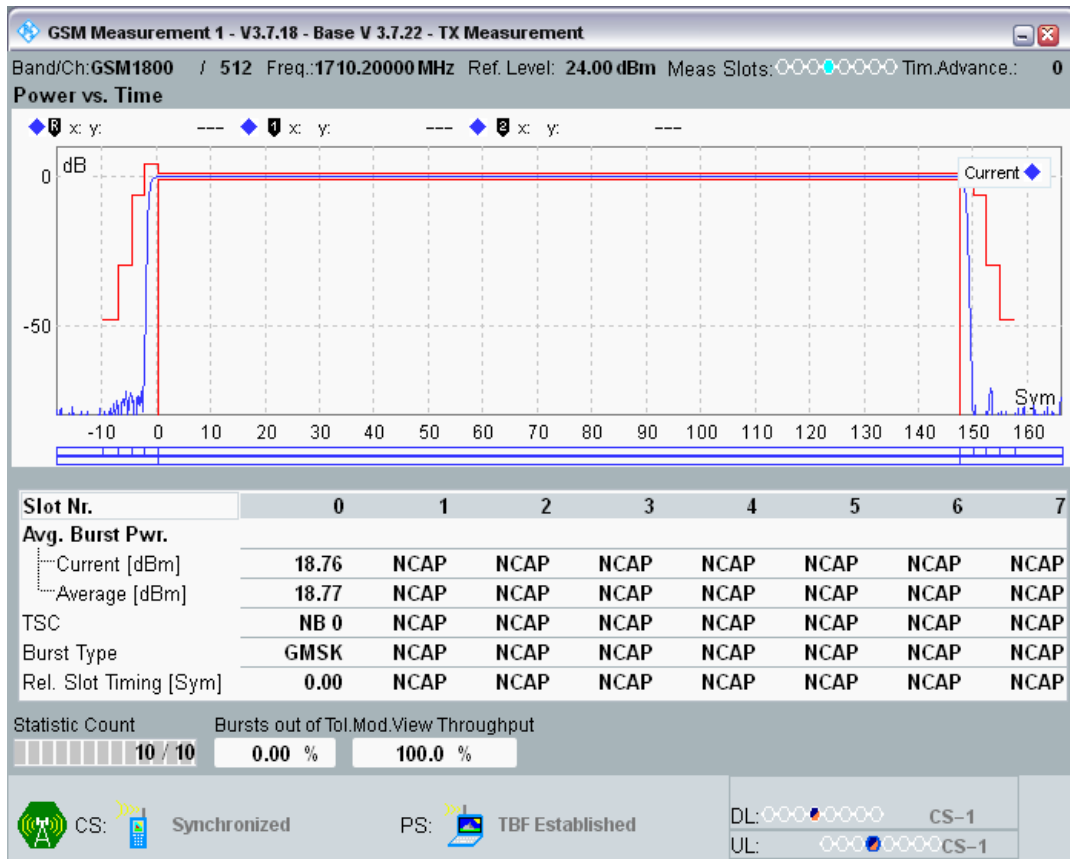 GSM Measurement 1 - V3.7.18 - Base V 3.7.22 - TX Measurement
Band/Ch:GSM1800 / 512 Freq.:1710.20000 MHz Ref. Level: 24.00 dBm Meas Slots: Tim.Advance.: 0
Power vs. Time
R x: y: --- 1 x: y: --- 2 x: y: ---
dB
Current
0
-50
Sym
-10 0 10 20 30 40 50 60 70 80 90 100 110 120 130 140 150 160
Slot Nr. 0 1 2 3 4 5 6 7
Avg. Burst Pwr.
Current [dBm] 18.76 NCAP NCAP NCAP NCAP NCAP NCAP NCAP
Average [dBm] 18.77 NCAP NCAP NCAP NCAP NCAP NCAP NCAP
TSC NB 0 NCAP NCAP NCAP NCAP NCAP NCAP NCAP
Burst Type GMSK NCAP NCAP NCAP NCAP NCAP NCAP NCAP
Rel. Slot Timing [Sym] 0.00 NCAP NCAP NCAP NCAP NCAP NCAP NCAP
Statistic Count Bursts out of Tol. Mod.View Throughput
10 / 10 0.00 % 100.0 %
CS: Synchronized PS: TBF Established DL: CS-1
UL: CS-1